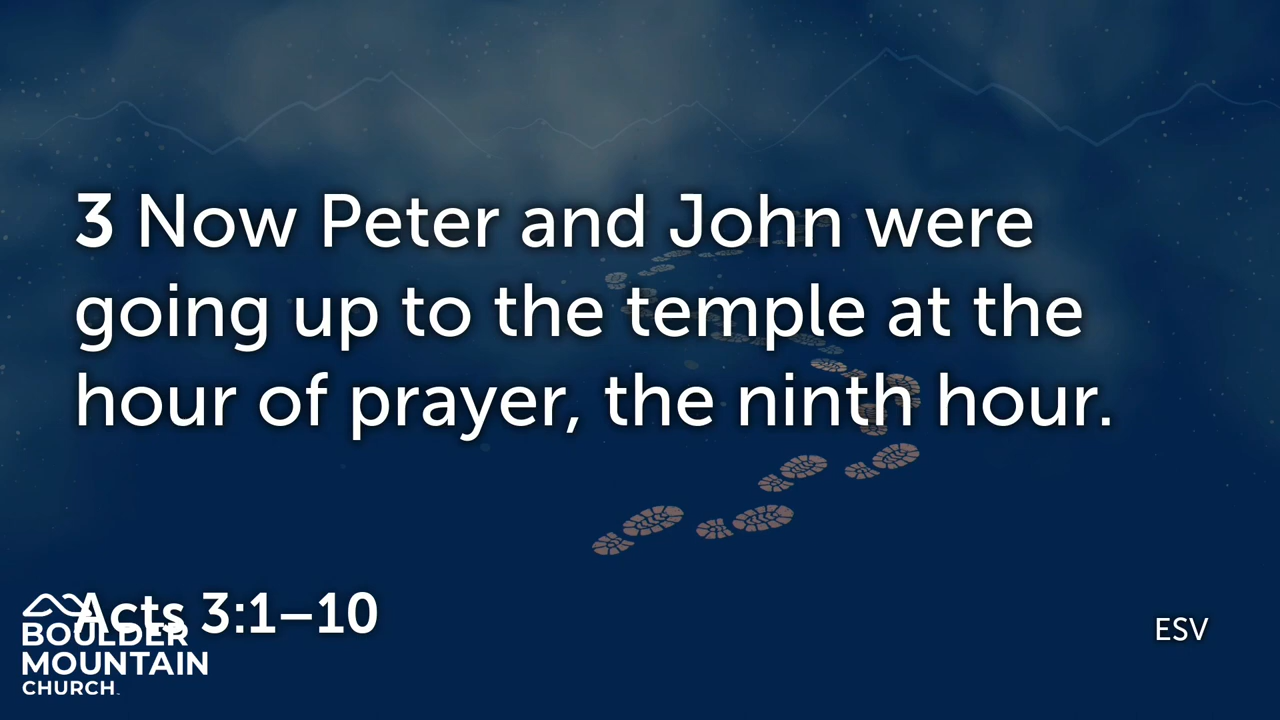 3 Now Peter and John were
going up to the temple at the
hour of prayer, the ninth hour.
Acts 3:1–10
ESV
BOULDER
MOUNTAIN
CHURCH